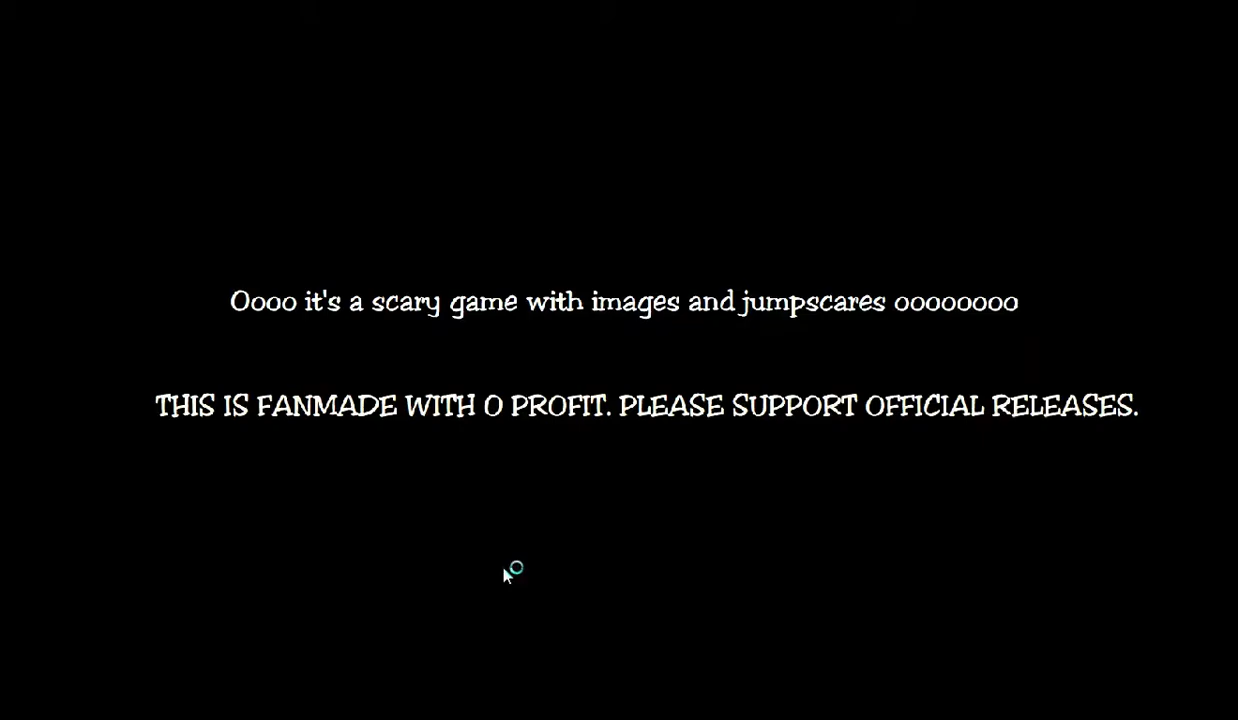 Oooo it's a scary game with images and jumpscares oooooooo
THIS IS FANMADE WITH 0 PROFIT. PLEASE SUPPORT OFFICIAL RELEASES.